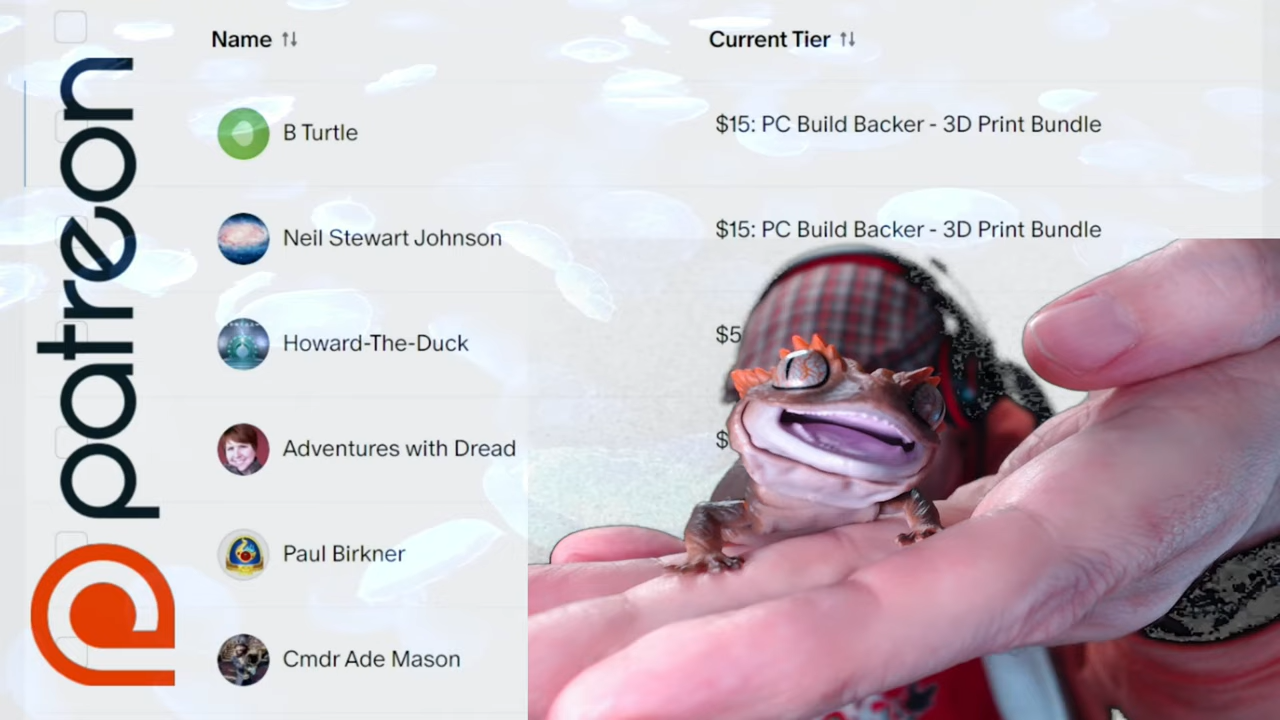 patreon
Name
Current Tier
B Turtle
$15: PC Build Backer - 3D Print Bundle
Neil Stewart Johnson
$15: PC Build Backer - 3D Print Bundle
Howard-The-Duck
$5
Adventures with Dread
$
Paul Birkner
Cmdr Ade Mason